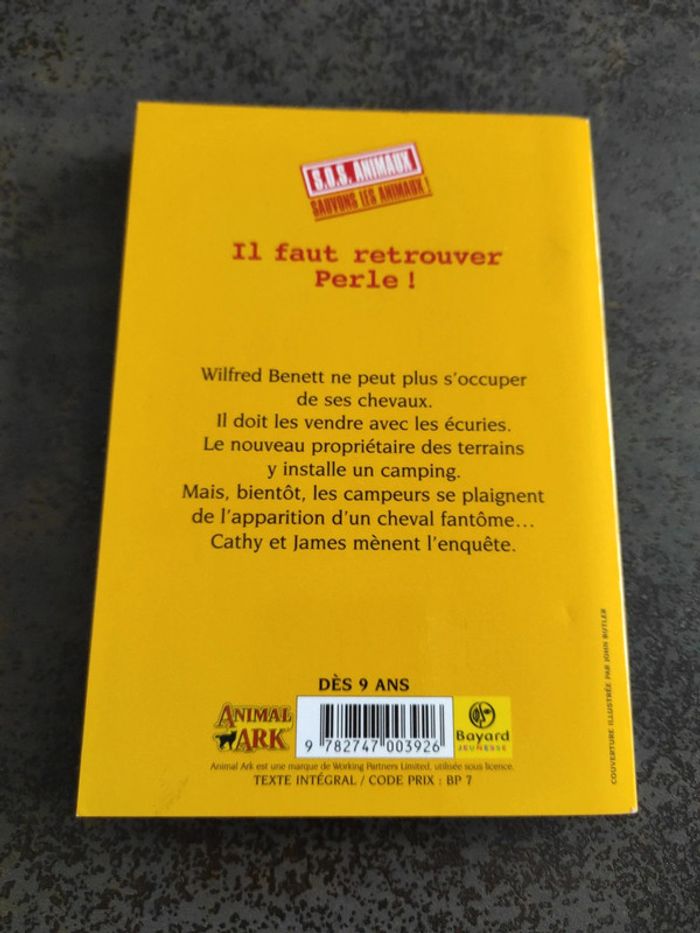 S.O.S. ANIMAUX
SAUVONS LES ANIMAUX !
Il faut retrouver
Perle !
Wilfred Benett ne peut plus s'occuper
de ses chevaux.
Il doit les vendre avec les écuries.
Le nouveau propriétaire des terrains
y installe un camping.
Mais, bientôt, les campeurs se plaignent
de l'apparition d'un cheval fantôme...
Cathy et James mènent l'enquête.
COUVERTURE ILLUSTRÉE PAR JOHN BUTLER
DÈS 9 ANS
ANIMAL
ARK
9 782747 003926
Bayard
JEUNESSE
Animal Ark est une marque de Working Partners Limited, utilisée sous licence.
TEXTE INTÉGRAL / CODE PRIX : BP 7